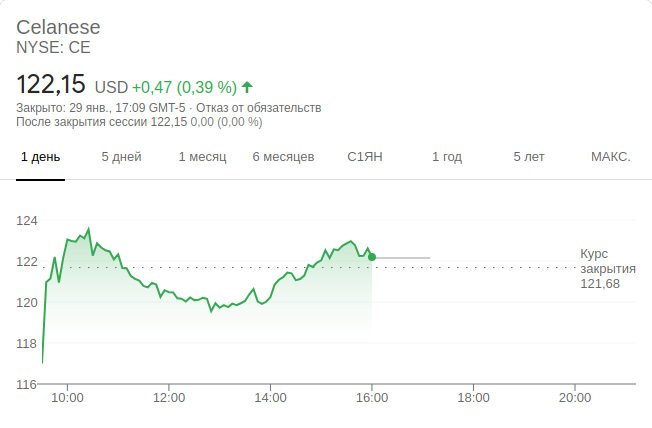 Celanese
NYSE: CE
122,15 USD +0,47 (0,39 %)
Закрыто: 29 янв., 17:09 GMT-5 · Отказ от обязательств
После закрытия сессии 122,15 0,00 (0,00 %)
1 день 5 дней 1 месяц 6 месяцев С1ЯН 1 год 5 лет МАКС.
124
122
120
118
116
Курс
закрытия
121,68
10:00 12:00 14:00 16:00 18:00 20:00